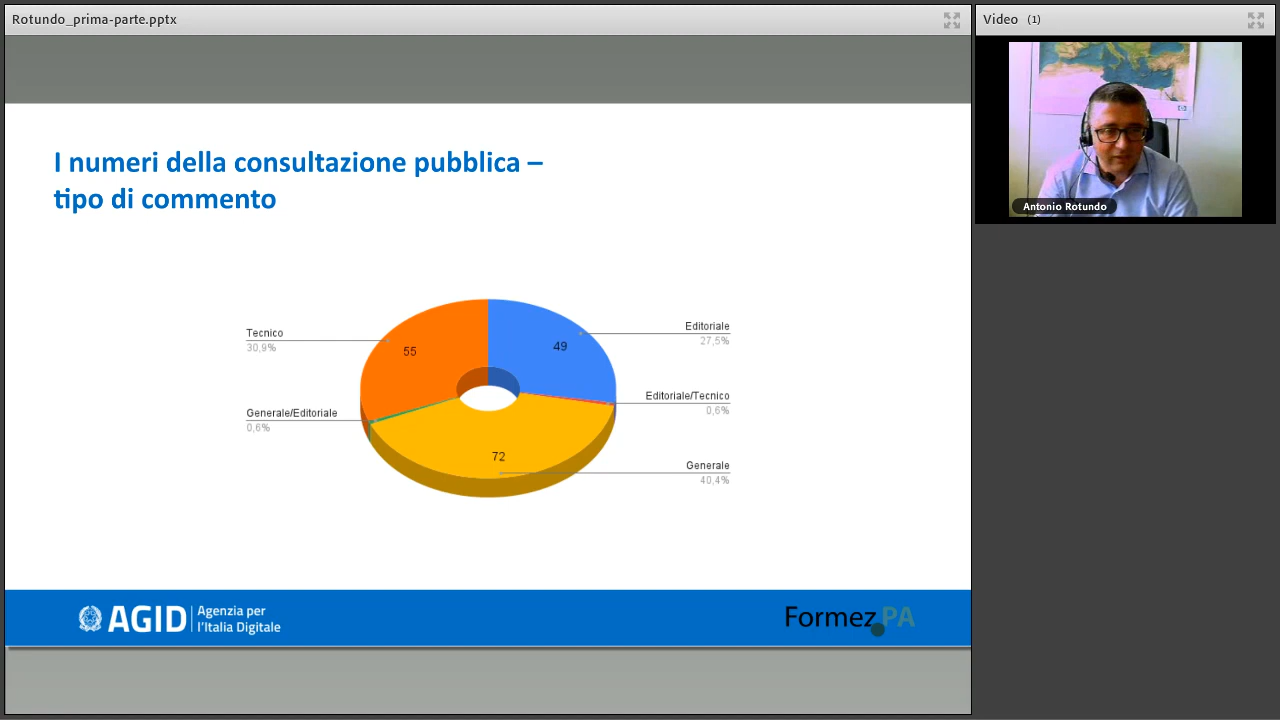 Rotundo_prima-parte.pptx
Video (1)
Antonio Rotundo
I numeri della consultazione pubblica –
tipo di commento
Tecnico
30,9%
55
49
Editoriale
27,5%
Editoriale/Tecnico
0,6%
Generale/Editoriale
0,6%
72
Generale
40,4%
AGID
Agenzia per
l'Italia Digitale
Formez PA